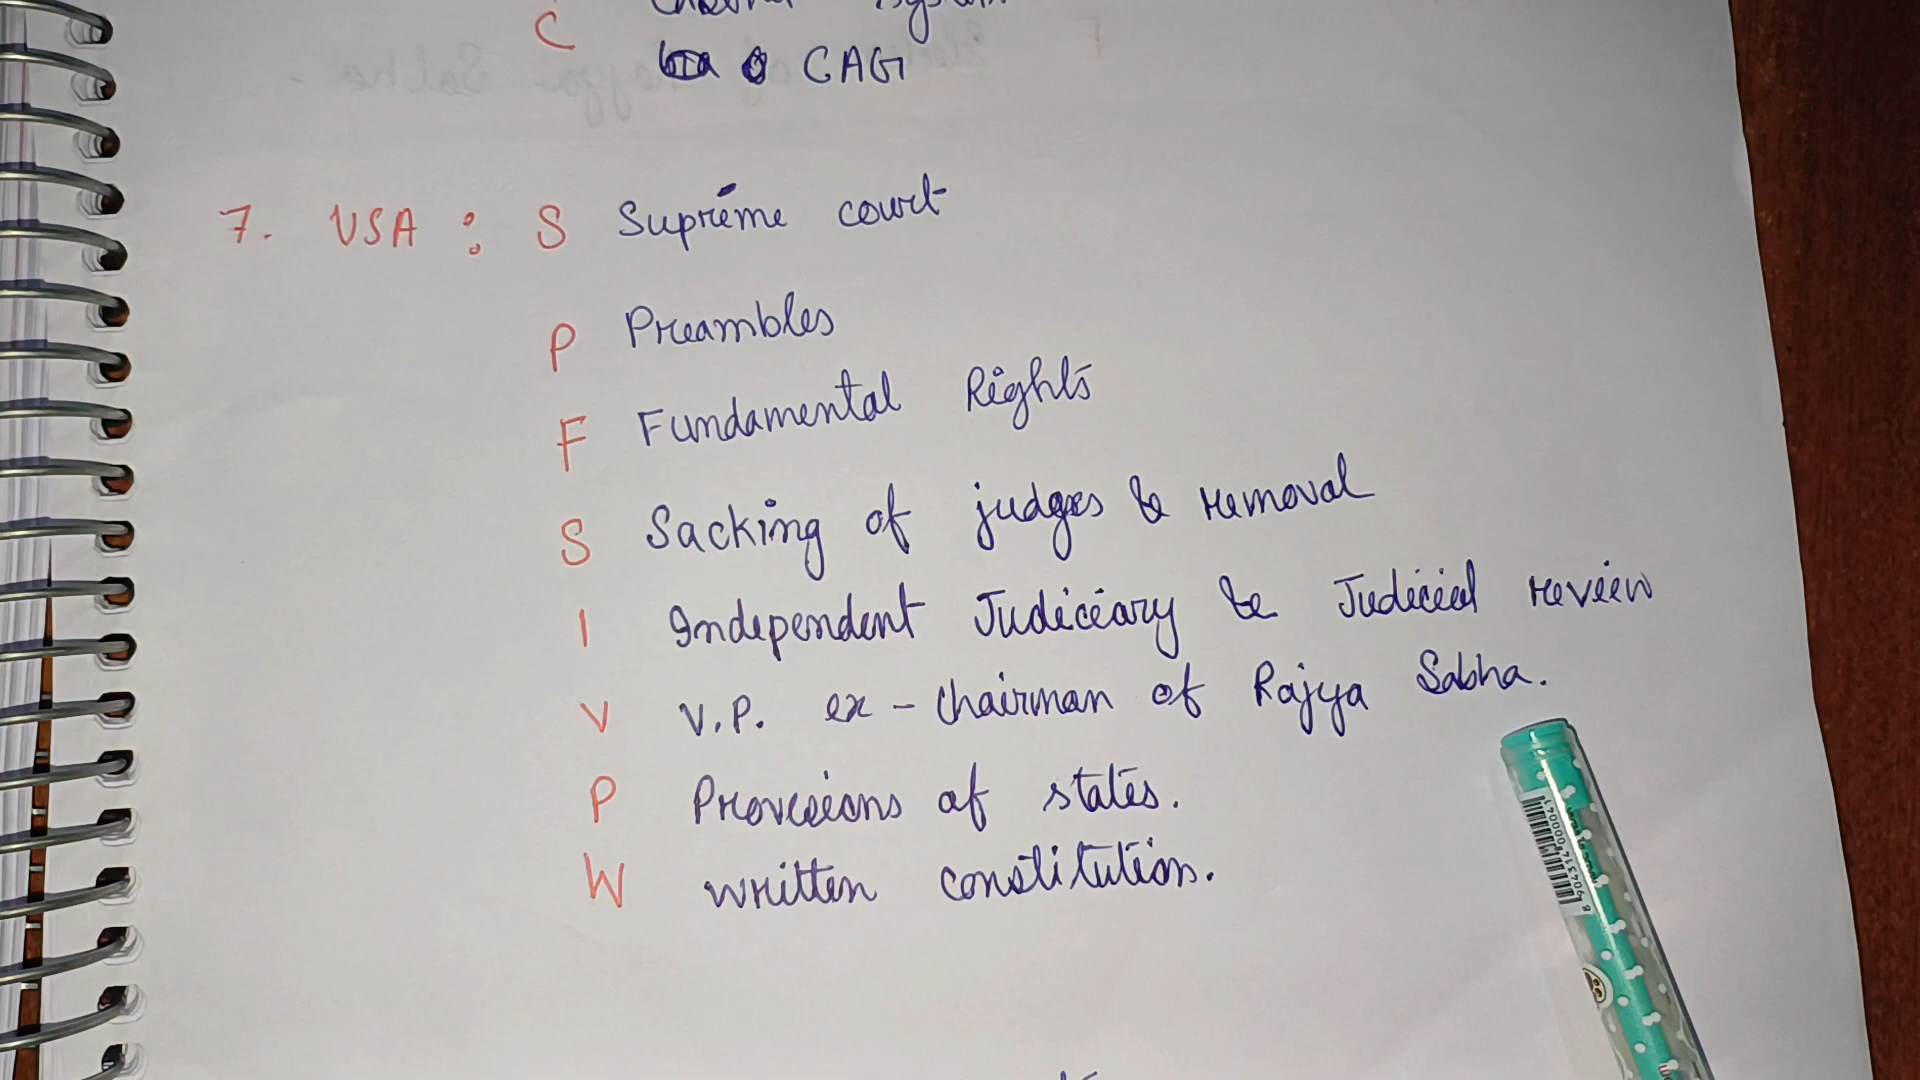 C
CAG
7. USA : S Supreme court
P Preambles
F Fundamental Rights
S Sacking of judges & removal
I Independent Judiciary & Judicial review
V V.P. ex - chairman of Rajya Sabha.
P Provisions of states.
W written constitution.